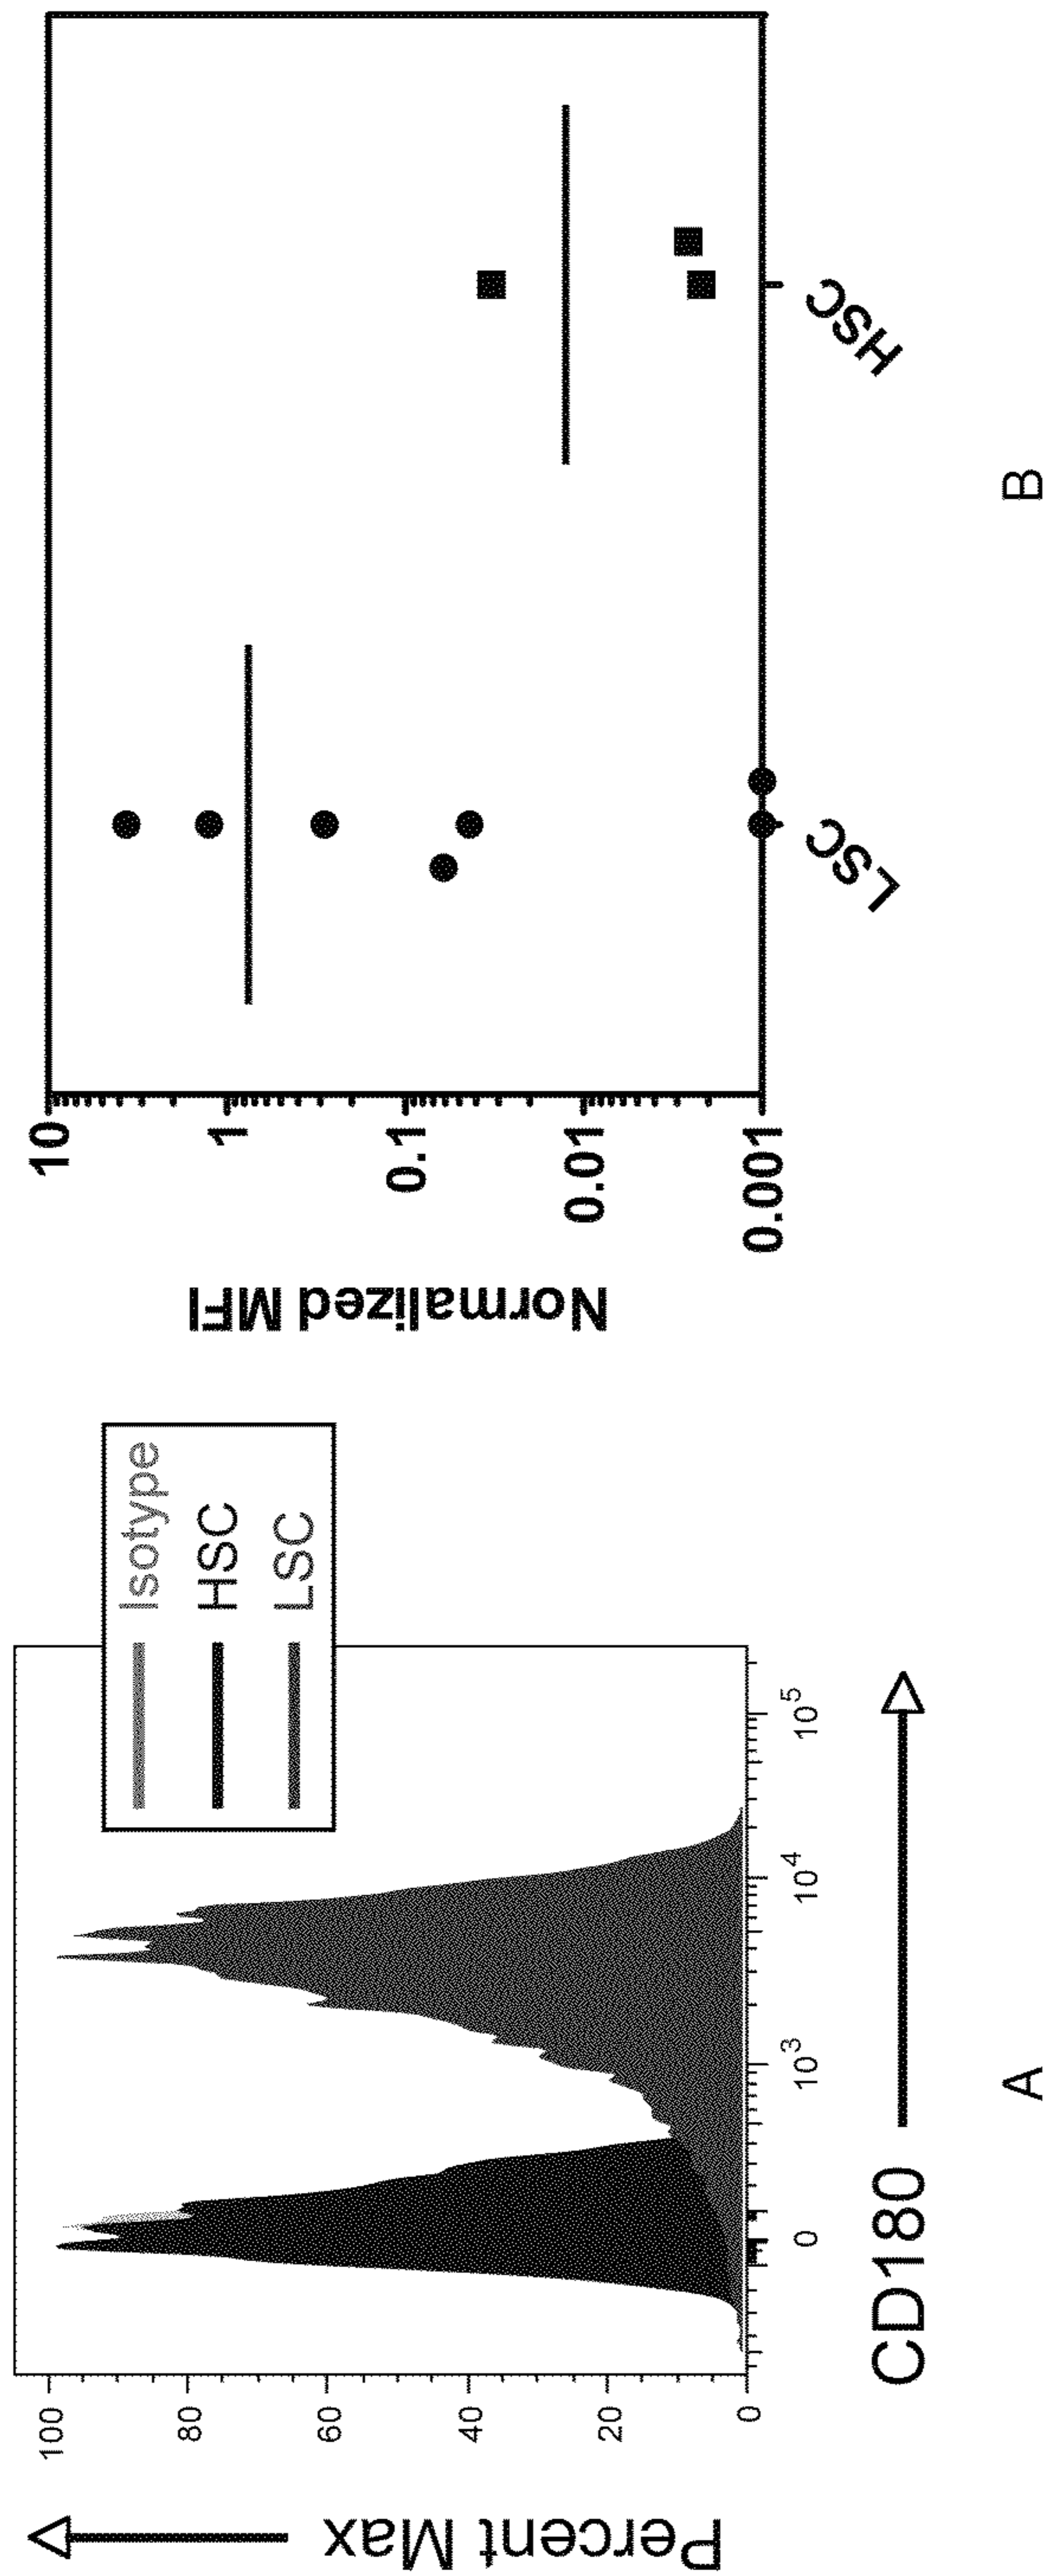 Percent Max
100
80
60
40
20
0
0
10³
10⁴
10⁵
CD180
Isotype
HSC
LSC
A
Normalized MFI
10
1
0.1
0.01
0.001
LSC
HSC
B